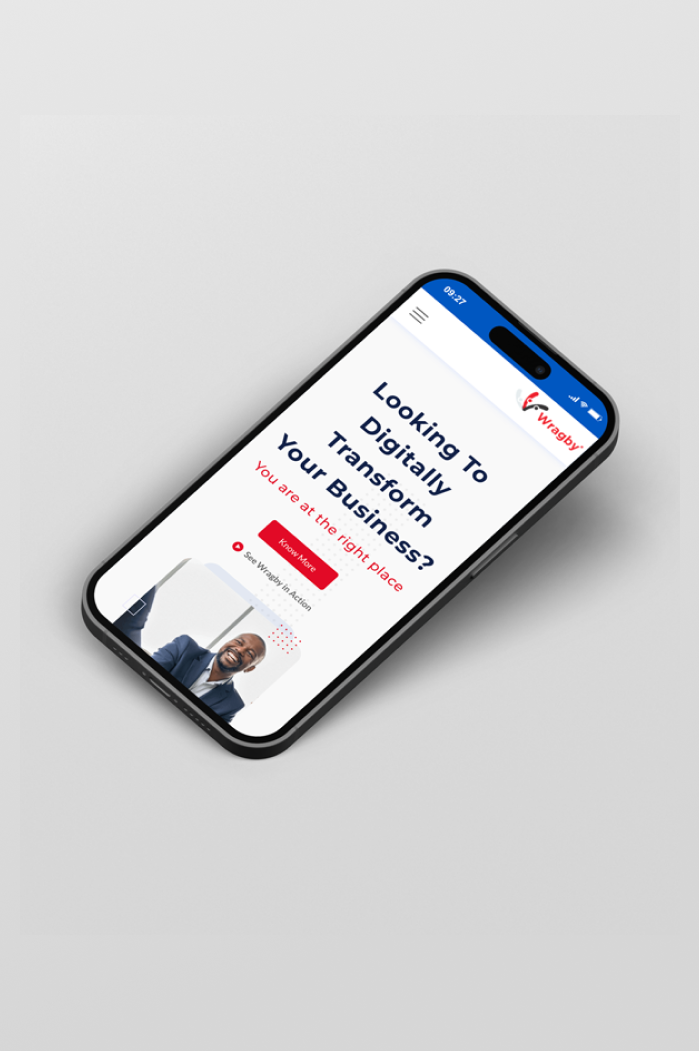 09:27
Wragby
Looking To
Digitally
Transform
Your Business?
You are at the right place
Know More
See Wragby in Action